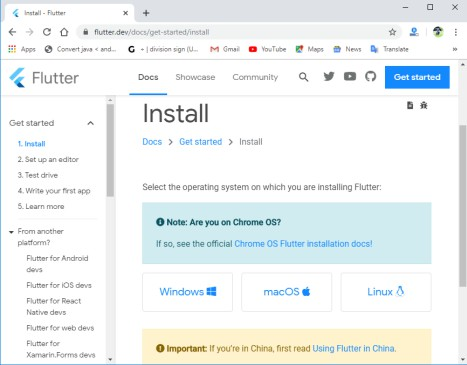 Install - Flutter
flutter.dev/docs/get-started/install
Apps
Convert java < and...
÷ | division sign (U...
Gmail
YouTube
Maps
News
Translate
»
Flutter
Docs
Showcase
Community
Get started
Get started
1. Install
2. Set up an editor
3. Test drive
4. Write your first app
5. Learn more
From another
platform?
Flutter for Android
devs
Flutter for iOS devs
Flutter for React
Native devs
Flutter for web devs
Flutter for
Xamarin.Forms devs
Install
Docs > Get started > Install
Select the operating system on which you are installing Flutter:
Note: Are you on Chrome OS?
If so, see the official Chrome OS Flutter installation docs!
Windows
macOS
Linux
Important: If you're in China, first read Using Flutter in China.